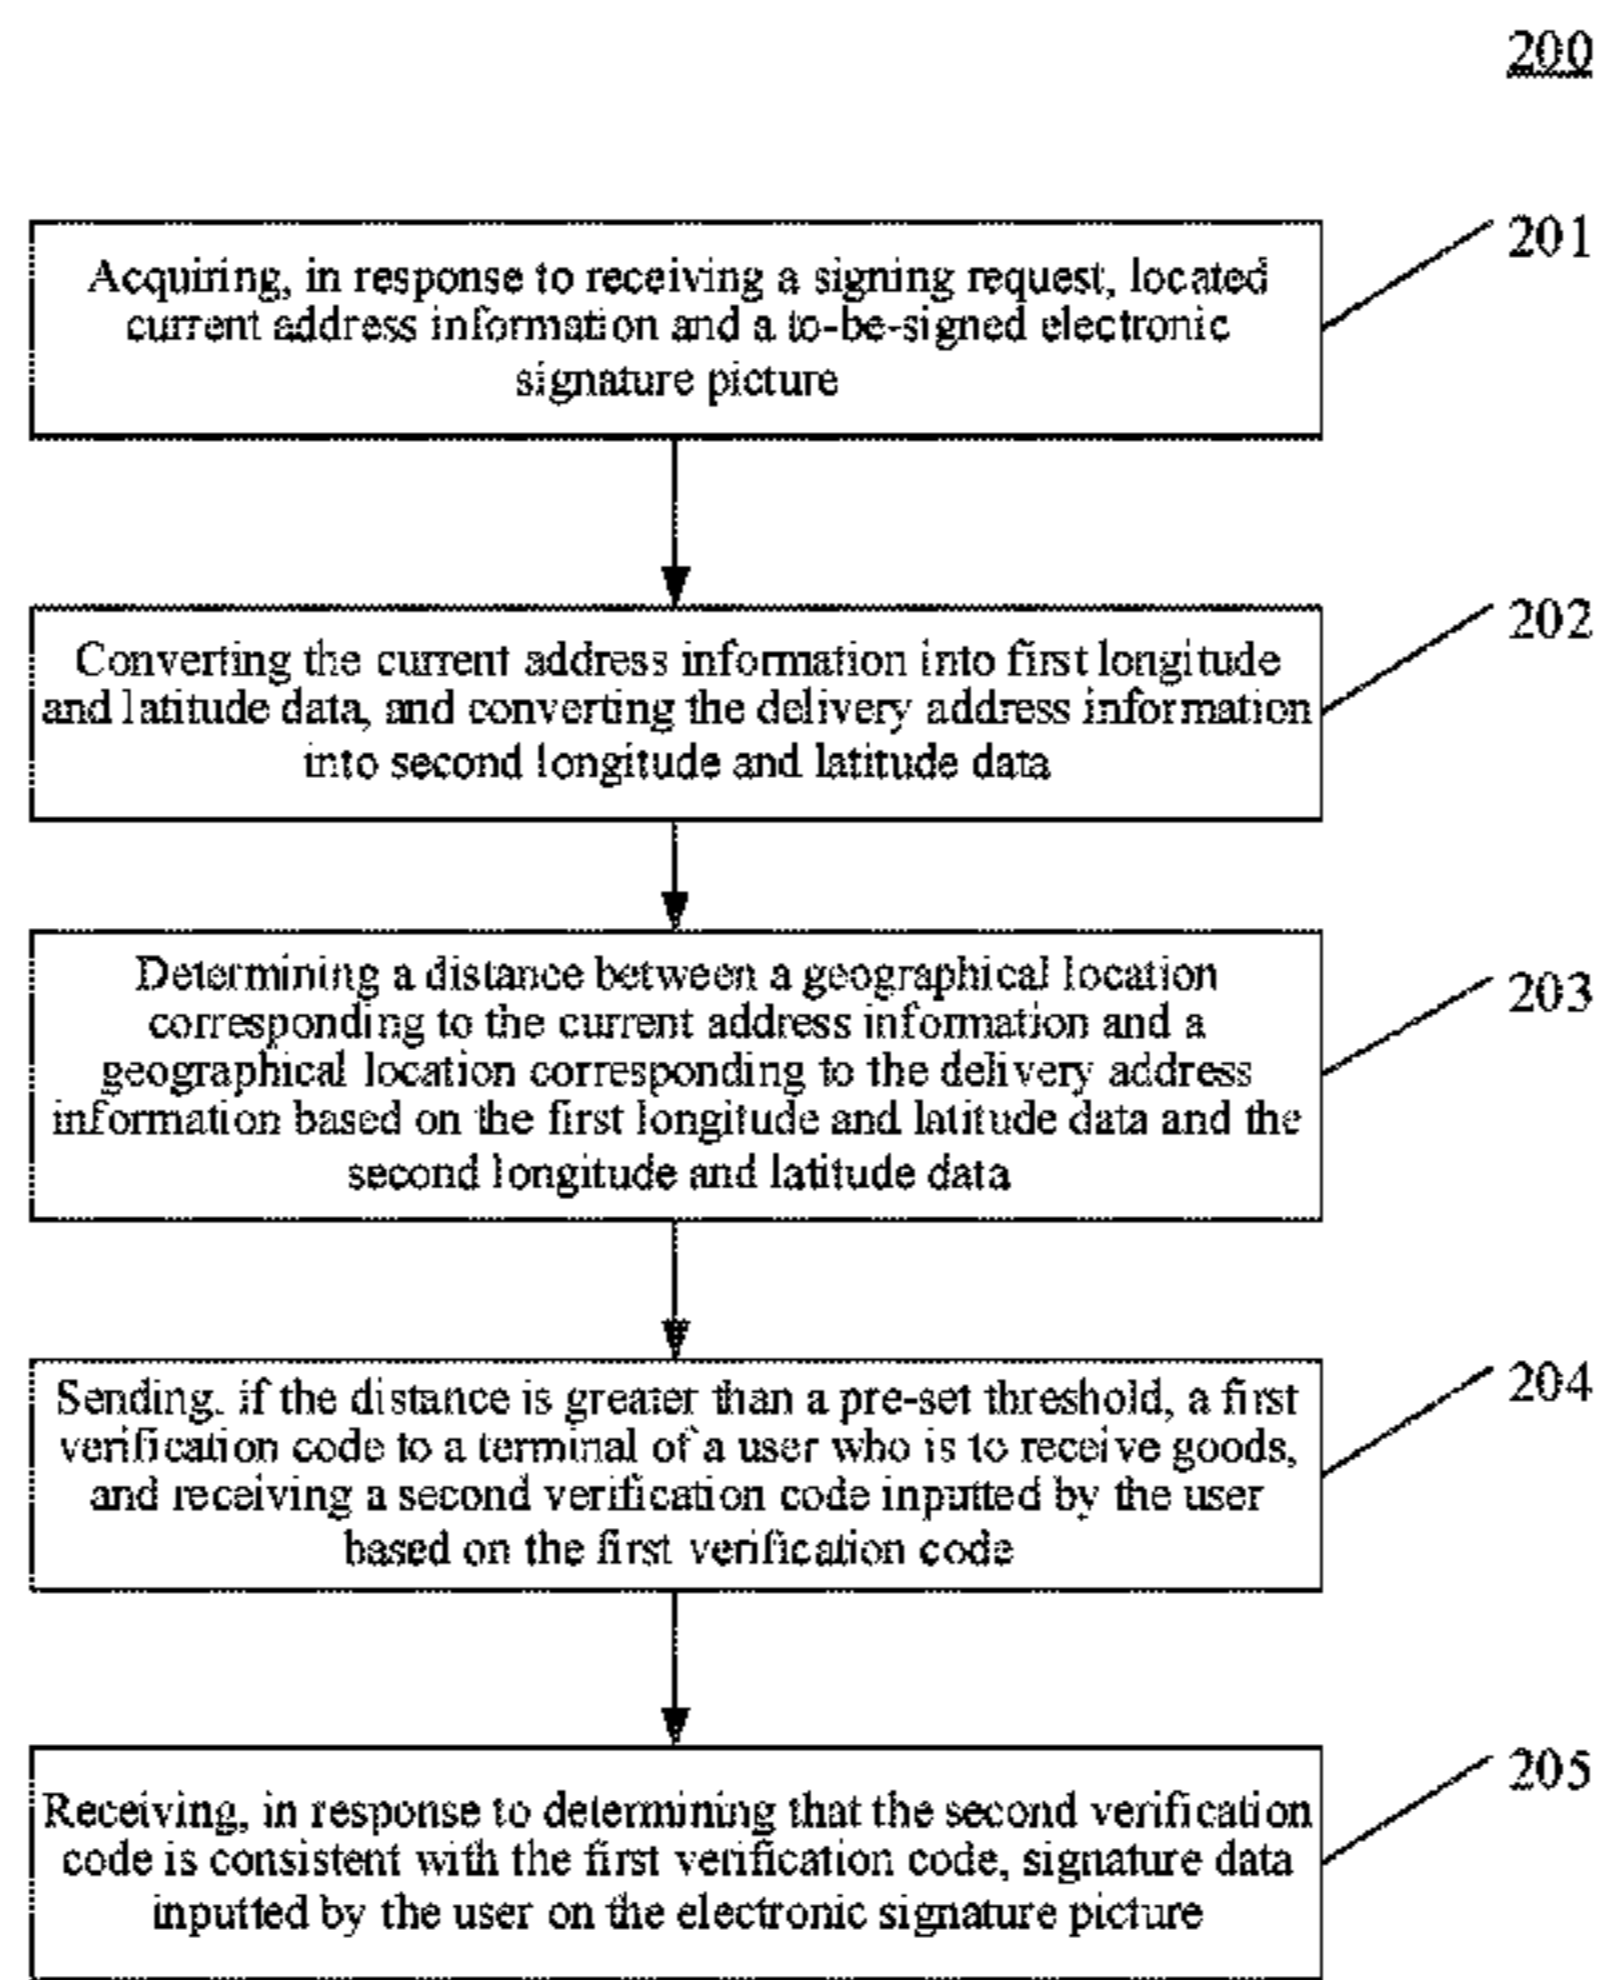 200
201
Acquiring, in response to receiving a signing request, located
current address information and a to-be-signed electronic
signature picture
202
Converting the current address information into first longitude
and latitude data, and converting the delivery address information
into second longitude and latitude data
203
Determining a distance between a geographical location
corresponding to the current address information and a
geographical location corresponding to the delivery address
information based on the first longitude and latitude data and the
second longitude and latitude data
204
Sending, if the distance is greater than a pre-set threshold, a first
verification code to a terminal of a user who is to receive goods,
and receiving a second verification code inputted by the user
based on the first verification code
205
Receiving, in response to determining that the second verification
code is consistent with the first verification code, signature data
inputted by the user on the electronic signature picture